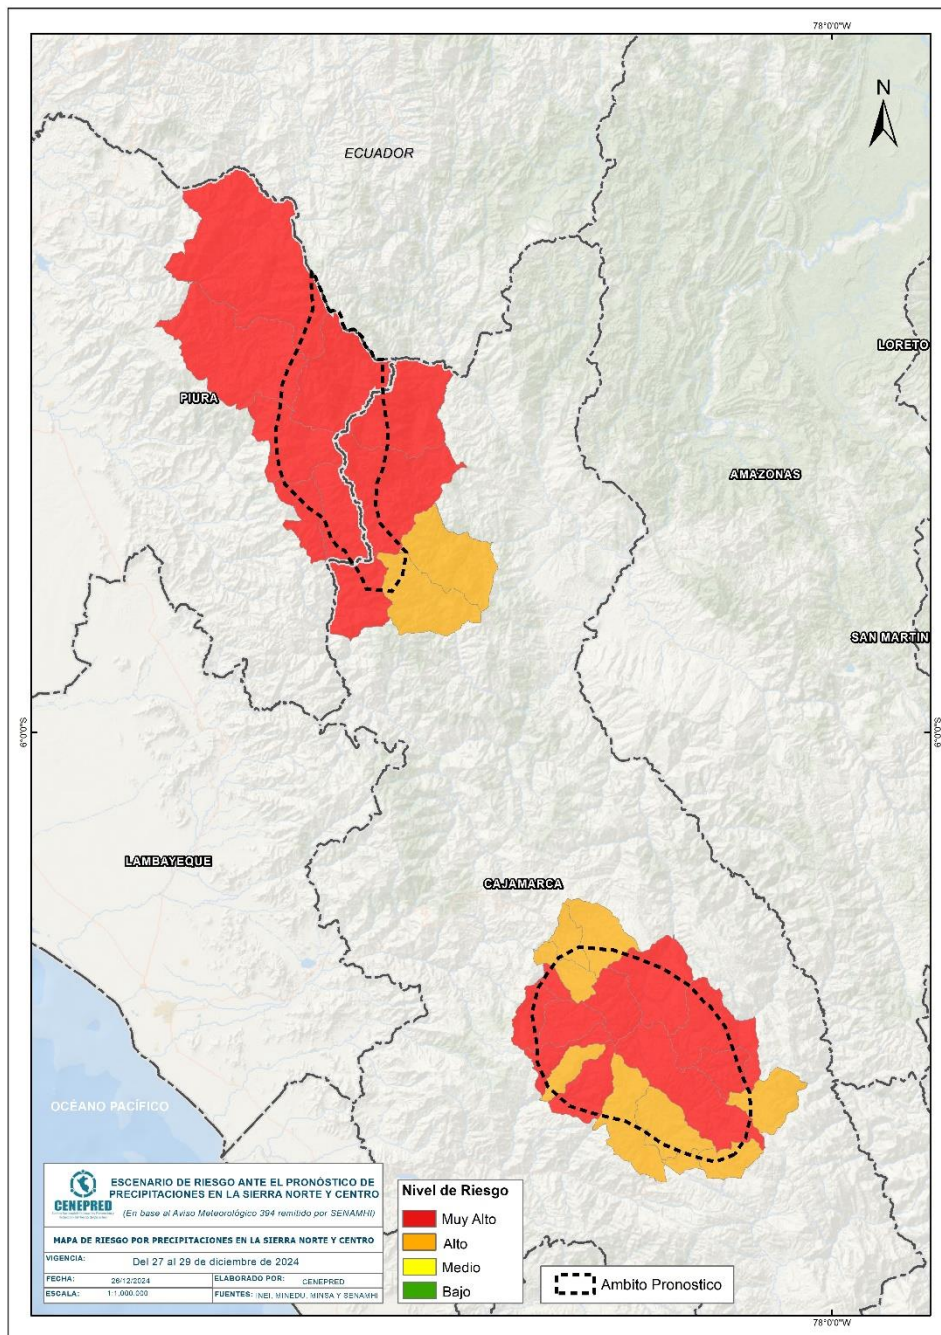 78°0'0"W
N
ECUADOR
LORETO
PIURA
AMAZONAS
SAN MARTIN
6°0'0"S
6°0'0"S
LAMBAYEQUE
CAJAMARCA
OCÉANO PACÍFICO
CENEPRED
ESCENARIO DE RIESGO ANTE EL PRONÓSTICO DE
PRECIPITACIONES EN LA SIERRA NORTE Y CENTRO
(En base al Aviso Meteorológico 394 remitido por SENAMHI)
MAPA DE RIESGO POR PRECIPITACIONES EN LA SIERRA NORTE Y CENTRO
VIGENCIA: Del 27 al 29 de diciembre de 2024
FECHA: 26/12/2024 ELABORADO POR: CENEPRED
ESCALA: 1:1,000,000 FUENTES: INEI, MINEDU, MINSA Y SENAMHI
Nivel de Riesgo
Muy Alto
Alto
Medio
Bajo
Ambito Pronostico
78°0'0"W